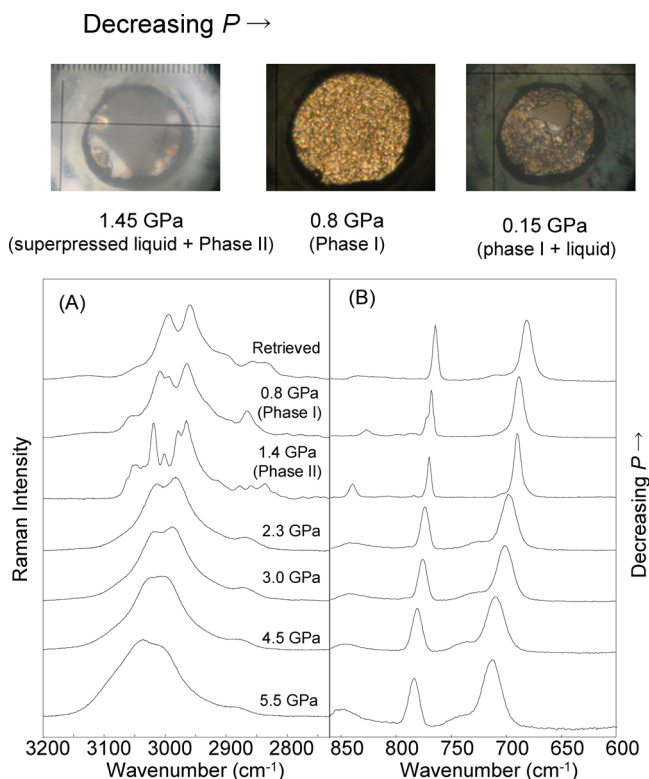 Decreasing P →
1.45 GPa
(superpressed liquid + Phase II)
0.8 GPa
(Phase I)
0.15 GPa
(phase I + liquid)
(A)
(B)
Retrieved
0.8 GPa
(Phase I)
1.4 GPa
(Phase II)
2.3 GPa
3.0 GPa
4.5 GPa
5.5 GPa
Raman Intensity
Decreasing P →
3200 3100 3000 2900 2800
850 800 750 700 650 600
Wavenumber (cm⁻¹)
Wavenumber (cm⁻¹)